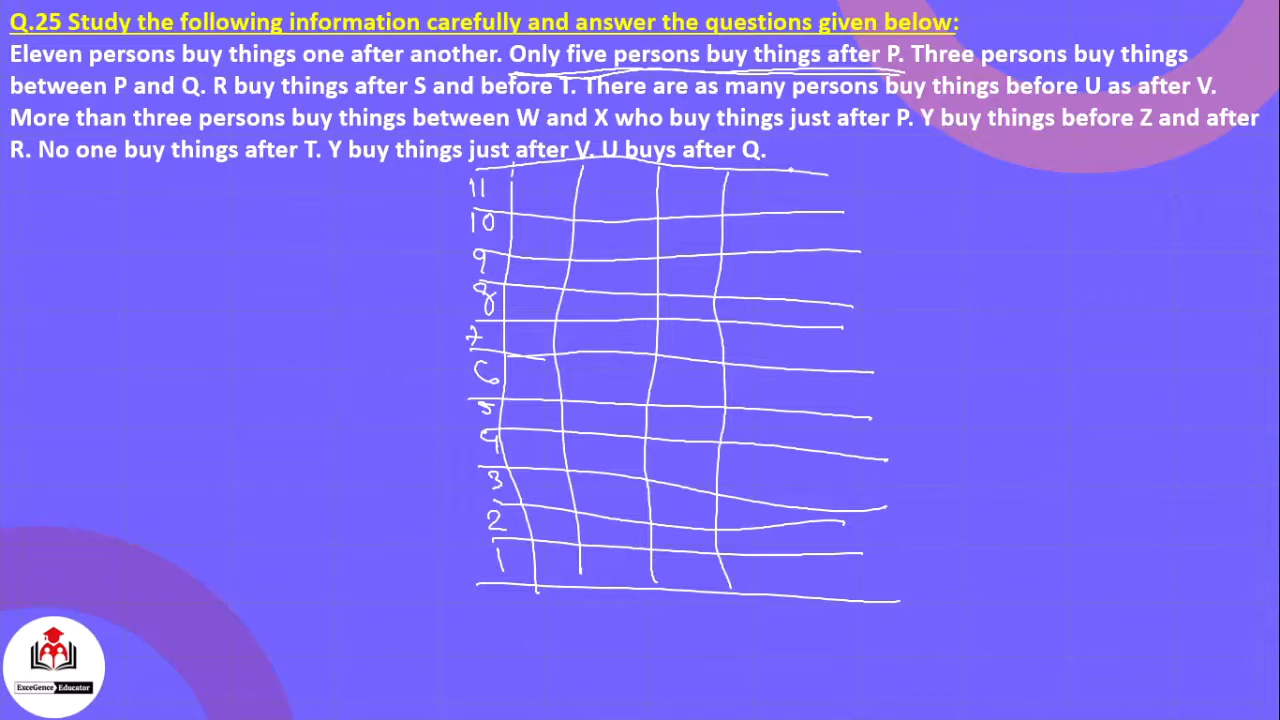 Q.25 Study the following information carefully and answer the questions given below:
Eleven persons buy things one after another. Only five persons buy things after P. Three persons buy things
between P and Q. R buy things after S and before T. There are as many persons buy things before U as after V.
More than three persons buy things between W and X who buy things just after P. Y buy things before Z and after
R. No one buy things after T. Y buy things just after V. U buys after Q.
11
10
9
8
7
6
5
4
3
2
1
ExceGence Educator